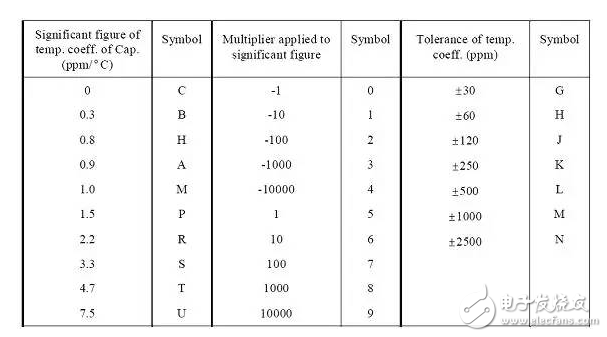 Significant figure of temp. coeff. of Cap. (ppm/°C) Symbol Multiplier applied to significant figure Symbol Tolerance of temp. coeff. (ppm) Symbol
0 C -1 0 ±30 G
0.3 B -10 1 ±60 H
0.8 H -100 2 ±120 J
0.9 A -1000 3 ±250 K
1.0 M -10000 4 ±500 L
1.5 P 1 5 ±1000 M
2.2 R 10 6 ±2500 N
3.3 S 100 7
4.7 T 1000 8
7.5 U 10000 9
电子发烧友
www.elecfans.com